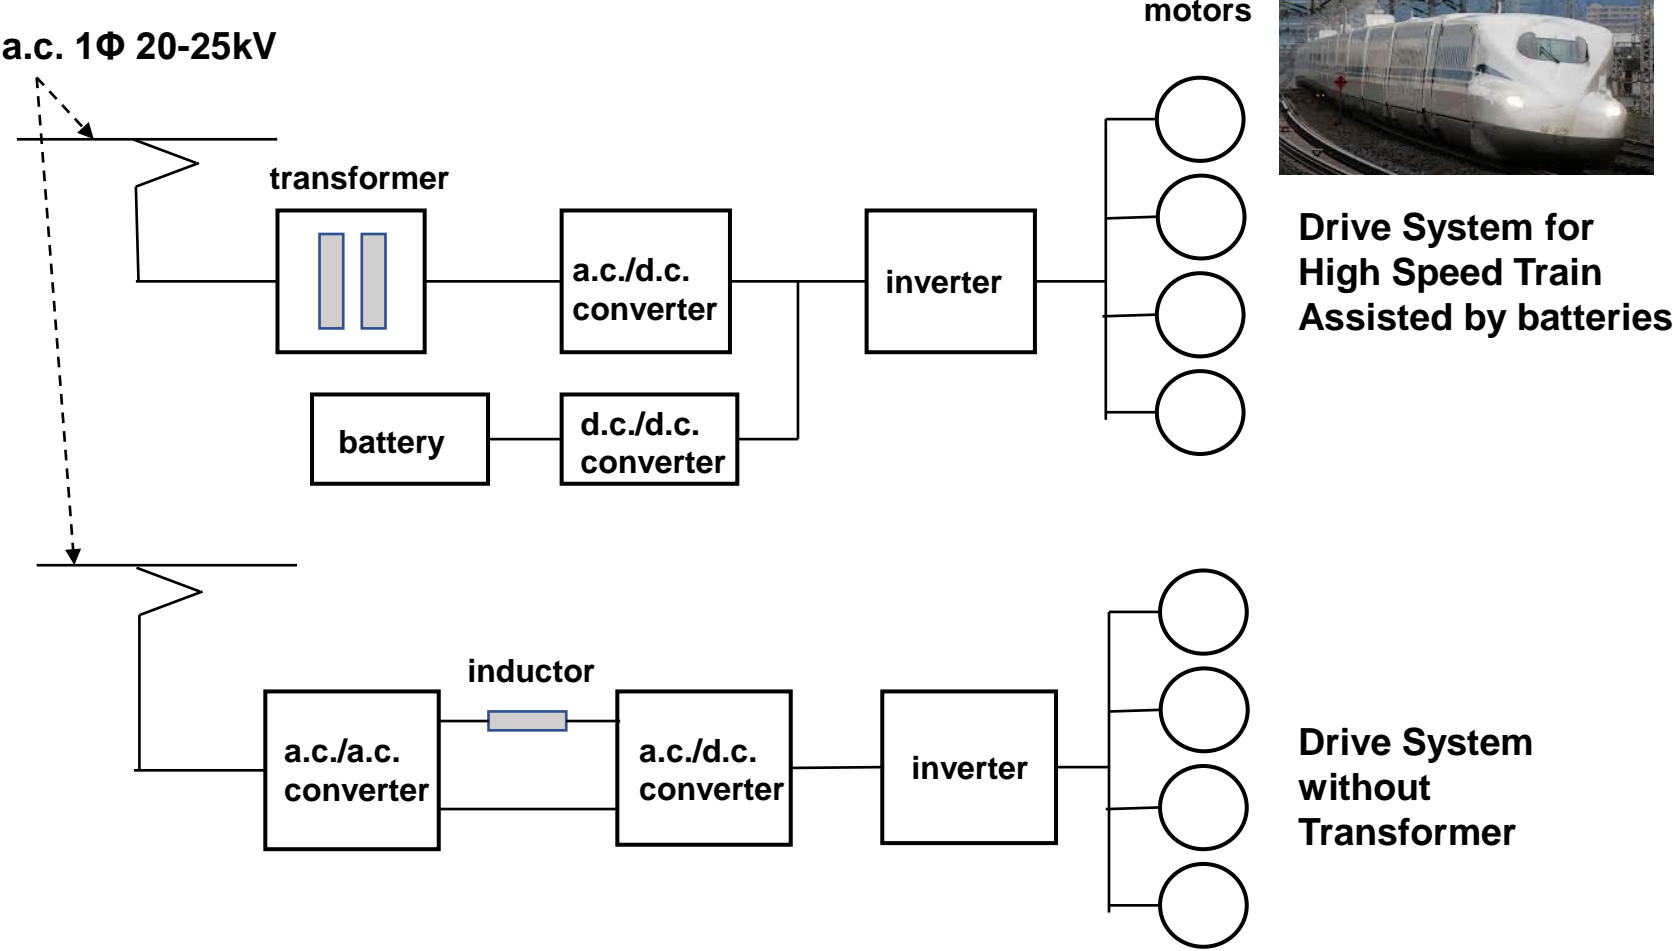 motors
a.c. 1Φ 20-25kV
transformer
a.c./d.c.
converter
inverter
Drive System for
High Speed Train
Assisted by batteries
battery
d.c./d.c.
converter
inductor
a.c./a.c.
converter
a.c./d.c.
converter
inverter
Drive System
without
Transformer